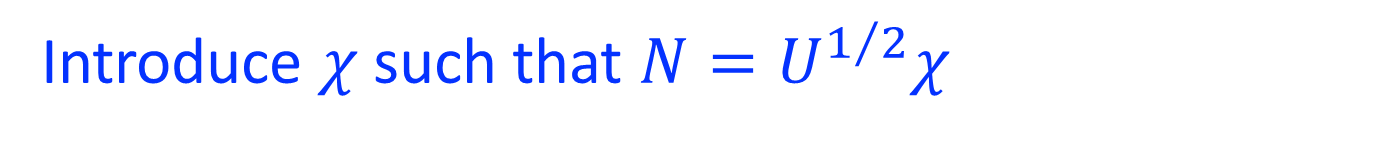 Introduce χ such that N = U^{1/2}χ